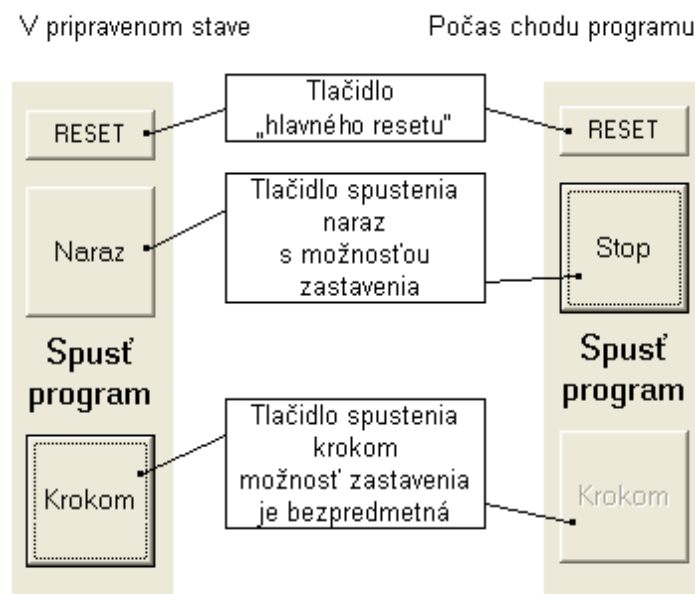 V pripravenom stave
Počas chodu programu
Tlačidlo
„hlavného resetu"
RESET
RESET
Tlačidlo spustenia
naraz
s možnosťou
zastavenia
Naraz
Stop
Spusť
program
Spusť
program
Tlačidlo spustenia
krokom
možnosť zastavenia
je bezpredmetná
Krokom
Krokom